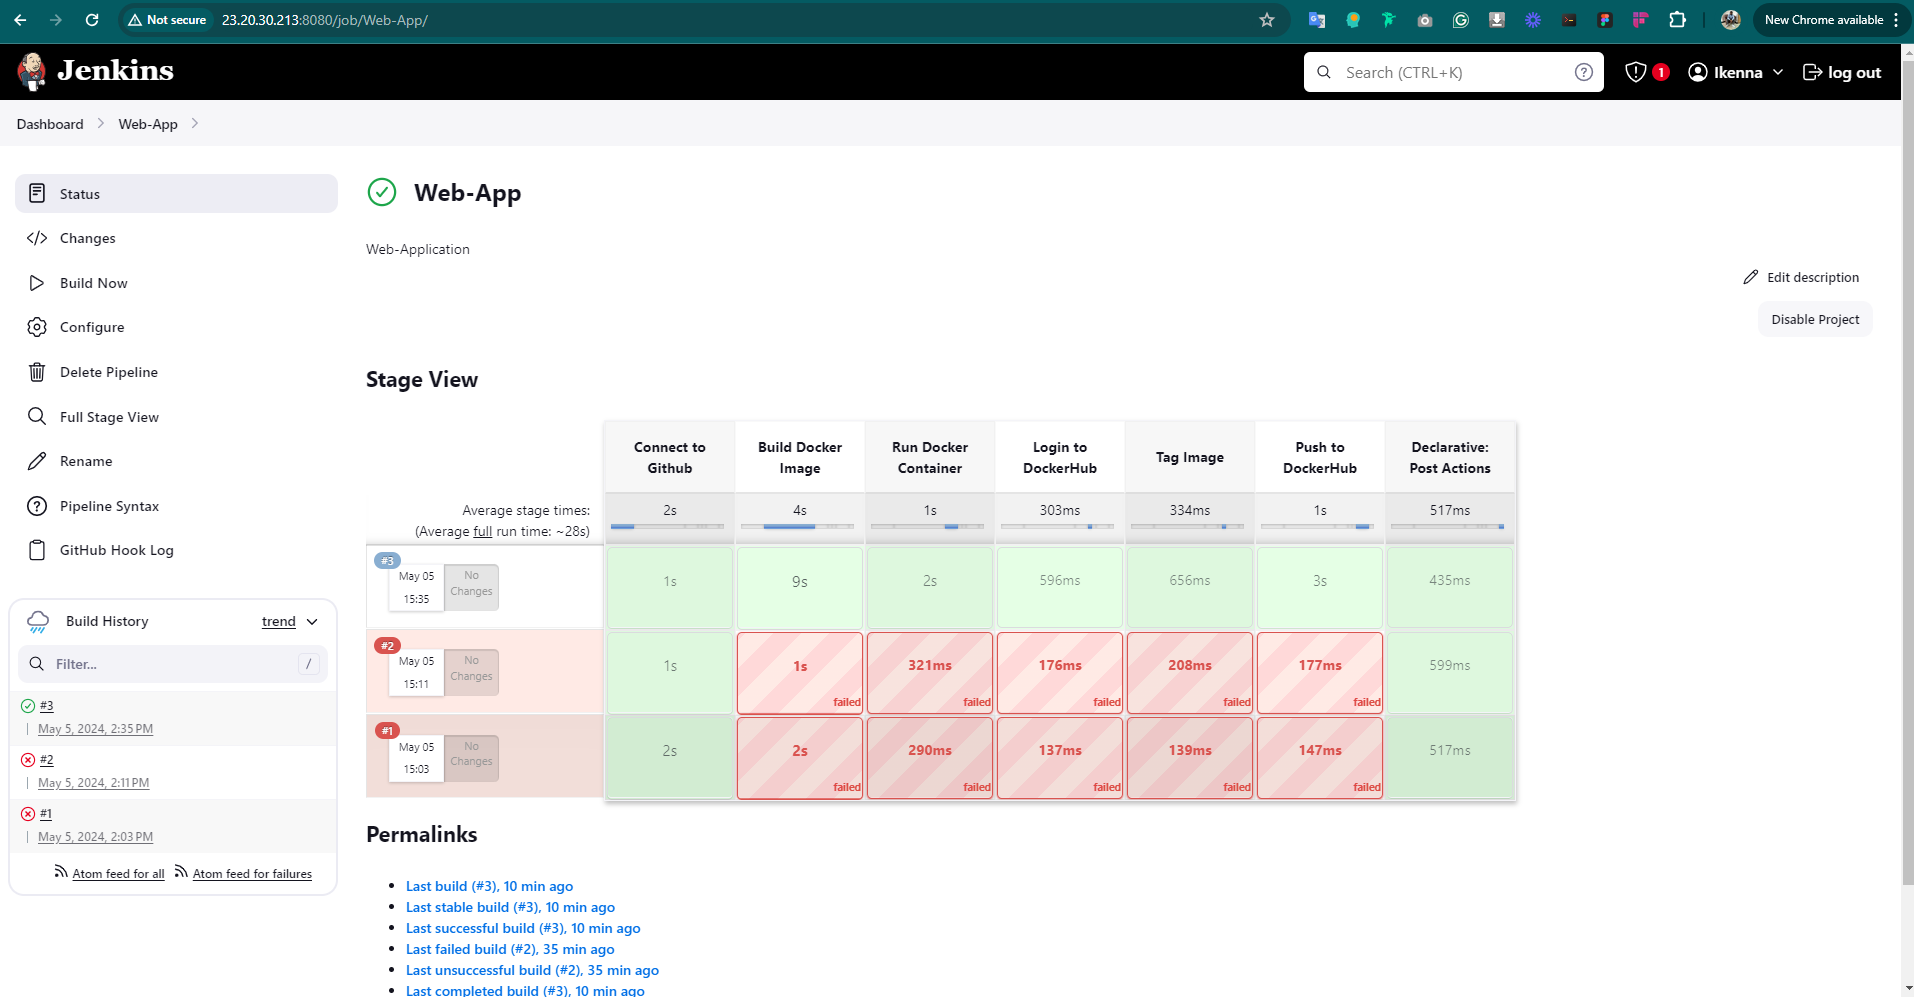 Not secure
23.20.30.213:8080/job/Web-App/
New Chrome available
Jenkins
Search (CTRL+K)
1
Ikenna
log out
Dashboard
Web-App
Status
Changes
Build Now
Configure
Delete Pipeline
Full Stage View
Rename
Pipeline Syntax
GitHub Hook Log
Build History
trend
Filter...
/
#3
May 5, 2024, 2:35 PM
#2
May 5, 2024, 2:11 PM
#1
May 5, 2024, 2:03 PM
Atom feed for all
Atom feed for failures
Web-App
Web-Application
Edit description
Disable Project
Stage View
Connect to
Github
Build Docker
Image
Run Docker
Container
Login to
DockerHub
Tag Image
Push to
DockerHub
Declarative:
Post Actions
Average stage times:
(Average full run time: ~28s)
2s
4s
1s
303ms
334ms
1s
517ms
#3
May 05
15:35
No
Changes
1s
9s
2s
596ms
656ms
3s
435ms
#2
May 05
15:11
No
Changes
1s
1s
failed
321ms
failed
176ms
failed
208ms
failed
177ms
failed
599ms
#1
May 05
15:03
No
Changes
2s
2s
failed
290ms
failed
137ms
failed
139ms
failed
147ms
failed
517ms
Permalinks
Last build (#3), 10 min ago
Last stable build (#3), 10 min ago
Last successful build (#3), 10 min ago
Last failed build (#2), 35 min ago
Last unsuccessful build (#2), 35 min ago
Last completed build (#3), 10 min ago